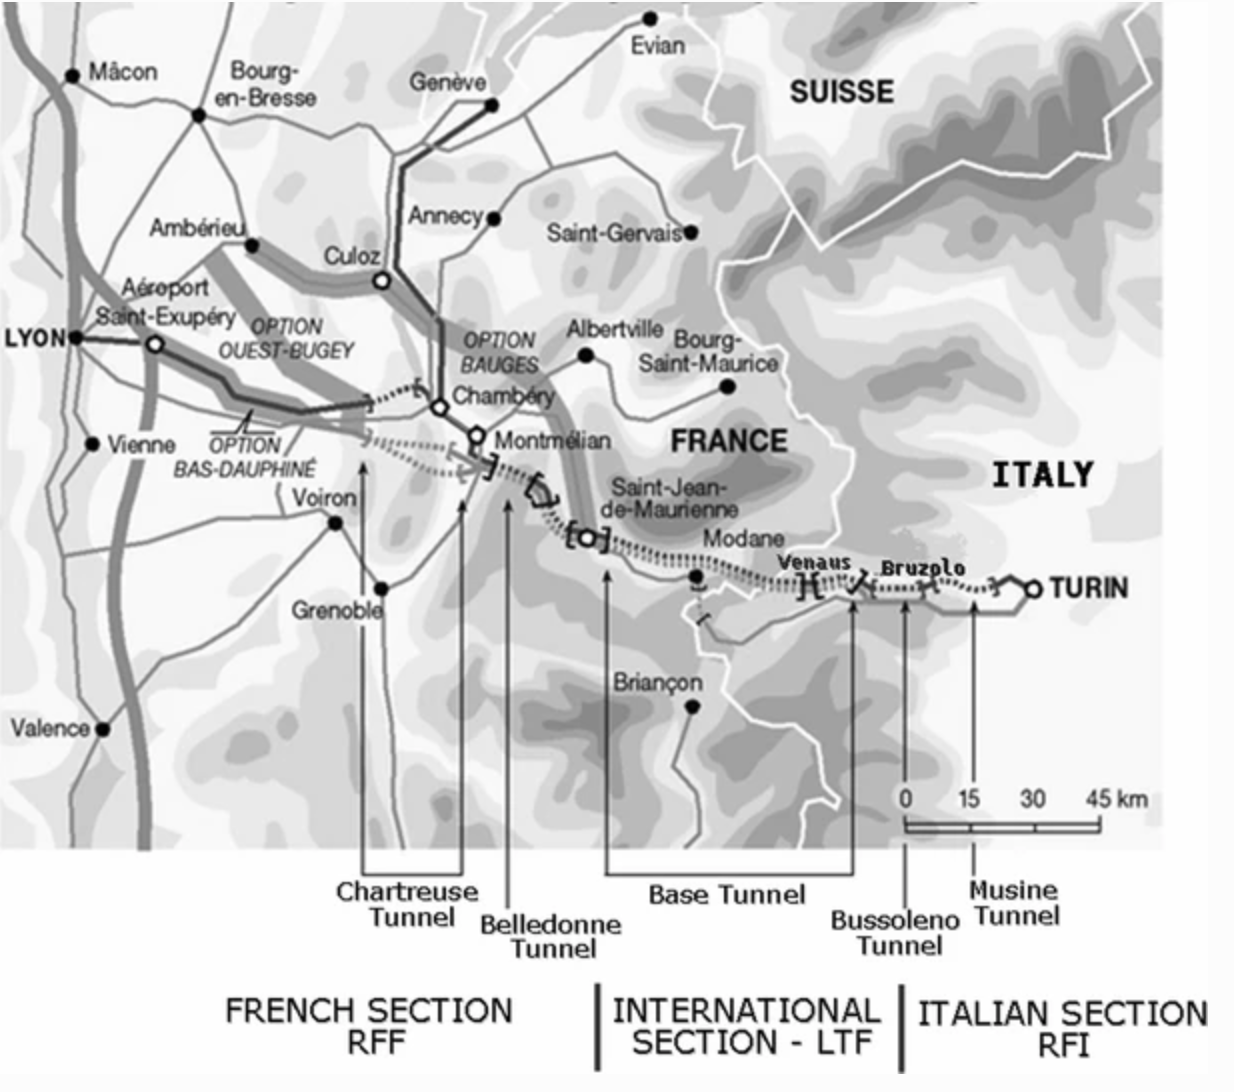 Evian
SUISSE
Mâcon
Bourg-
en-Bresse
Genève
Annecy
Saint-Gervais
Ambérieu
Culoz
Aéroport
Saint-Exupéry
LYON
OPTION
OUEST-BUGEY
OPTION
BAUGES
Albertville
Bourg-
Saint-Maurice
Chambéry
Montmélian
FRANCE
ITALY
Vienne
OPTION
BAS-DAUPHINÉ
Voiron
Saint-Jean-
de-Maurienne
Modane
Venaus
Bruzolo
TURIN
Grenoble
Briançon
Valence
0 15 30 45 km
Chartreuse
Tunnel
Belledonne
Tunnel
Base Tunnel
Bussoleno
Tunnel
Musine
Tunnel
FRENCH SECTION
RFF
INTERNATIONAL
SECTION - LTF
ITALIAN SECTION
RFI